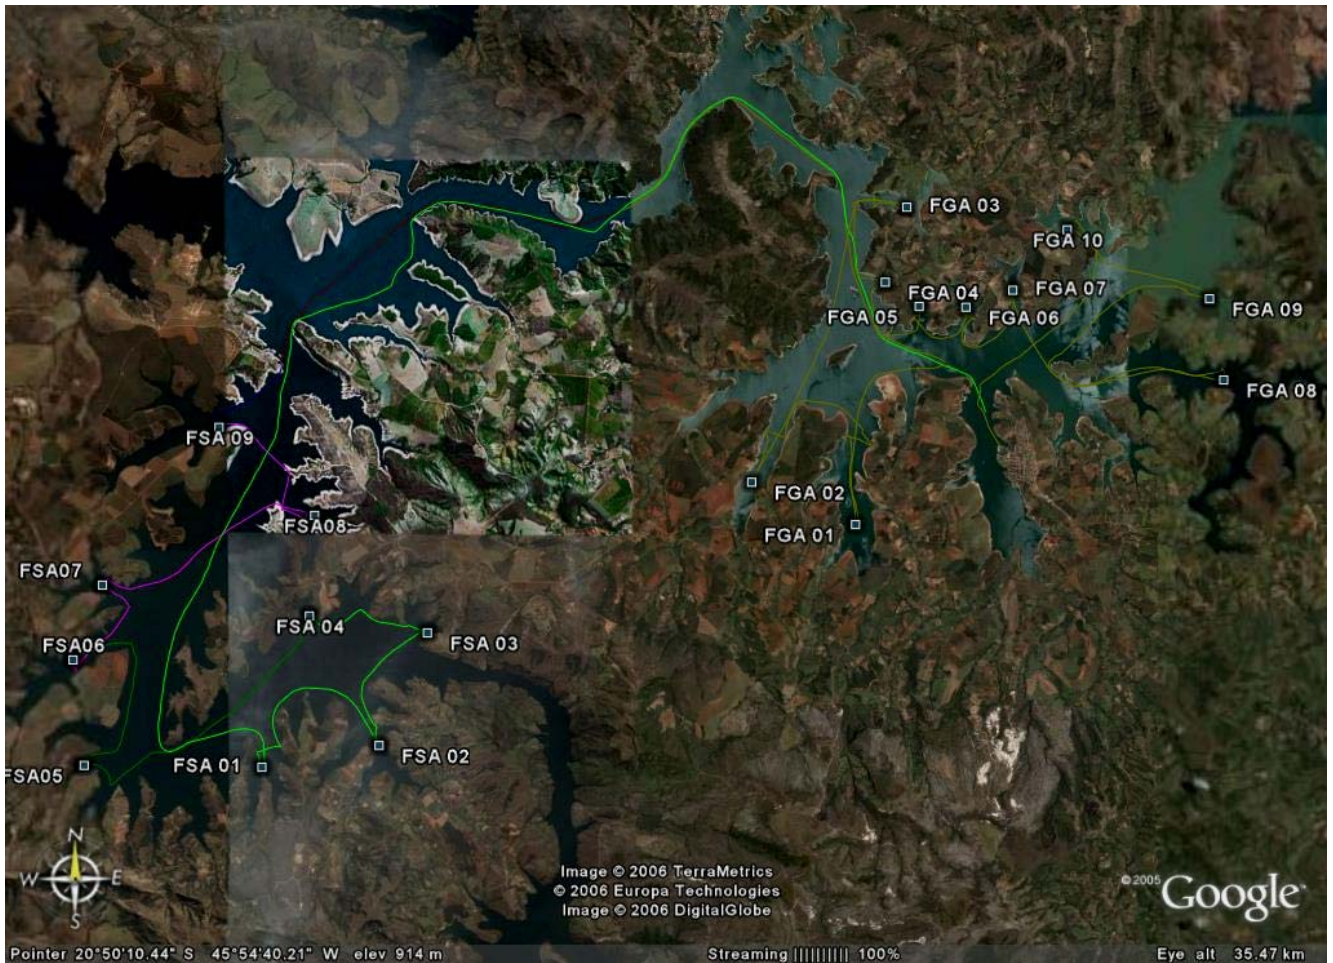 FGA 03
FGA 10
FGA 04
FGA 07
FGA 09
FGA 05
FGA 06
FGA 08
FSA 09
FGA 02
FSA08
FGA 01
FSA07
FSA 04
FSA 03
FSA06
FSA 02
FSA 01
FSA05
N
W E
S
Image © 2006 TerraMetrics
© 2006 Europa Technologies
Image © 2006 DigitalGlobe
©2005 Google
Pointer 20°50'10.44" S 45°54'40.21" W elev 914 m Streaming |||||||||| 100% Eye alt 35.47 km